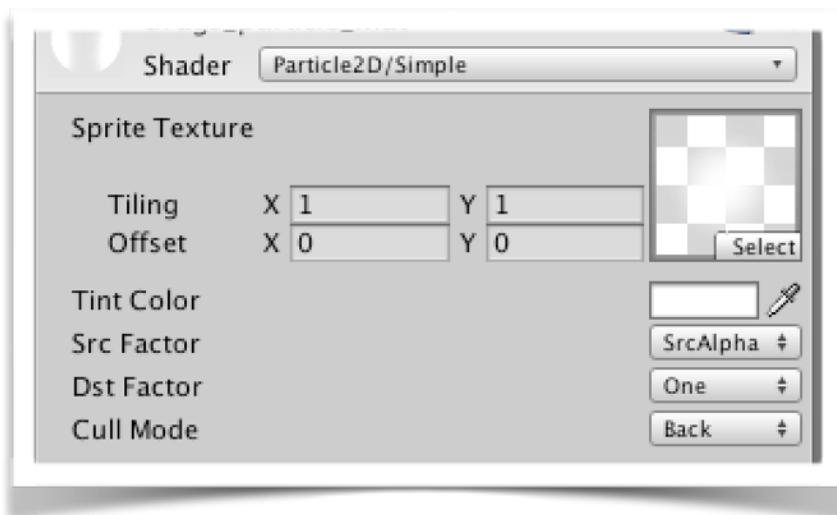 Shader Particle2D/Simple
Sprite Texture
Tiling X 1 Y 1
Offset X 0 Y 0
Select
Tint Color
Src Factor SrcAlpha
Dst Factor One
Cull Mode Back